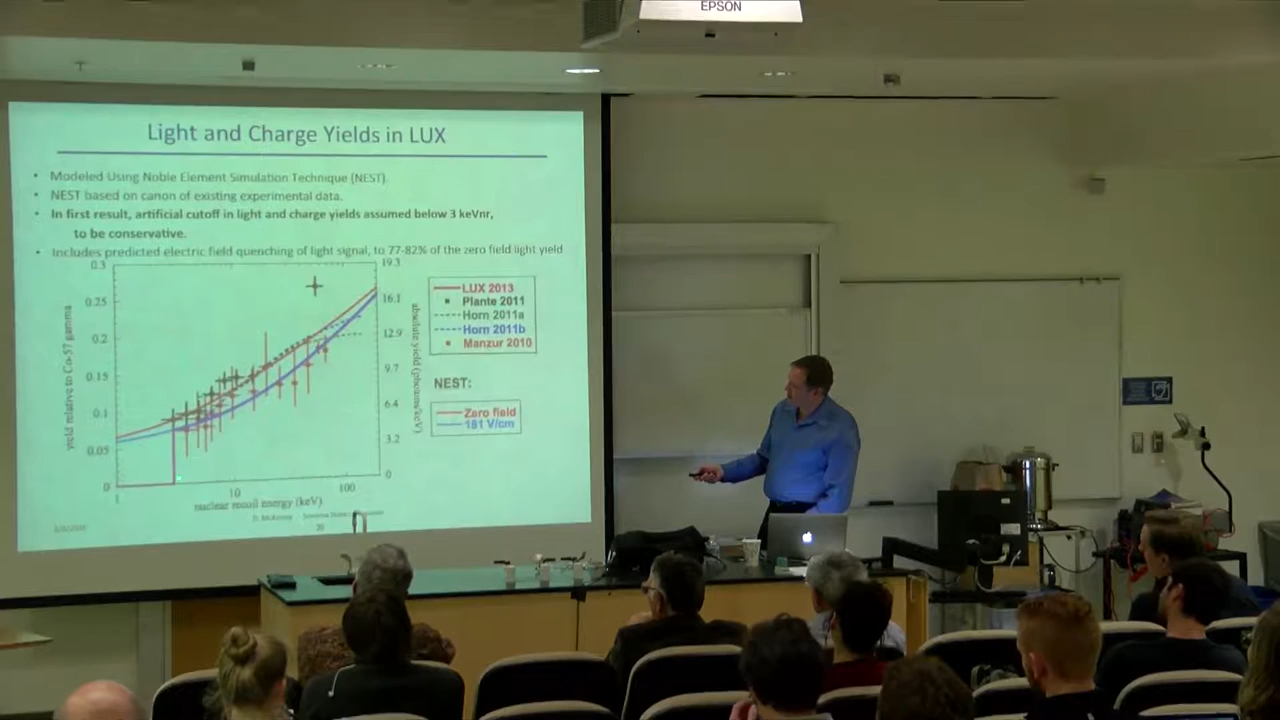 EPSON
Light and Charge Yields in LUX
• Modeled Using Noble Element Simulation Technique (NEST).
• NEST based on canon of existing experimental data.
• In first result, artificial cutoff in light and charge yields assumed below 3 keVnr,
to be conservative.
• Includes predicted electric field quenching of light signal, to 77-82% of the zero field light yield
0.3
0.25
0.2
0.15
0.1
0.05
0
yield relative to Co-57 gamma
19.3
16.1
12.9
9.7
6.4
3.2
0
absolute yield (photons/keV)
1
10
100
nuclear recoil energy (keV)
LUX 2013
Plante 2011
Horn 2011a
Horn 2011b
Manzur 2010
NEST:
Zero field
181 V/cm
20